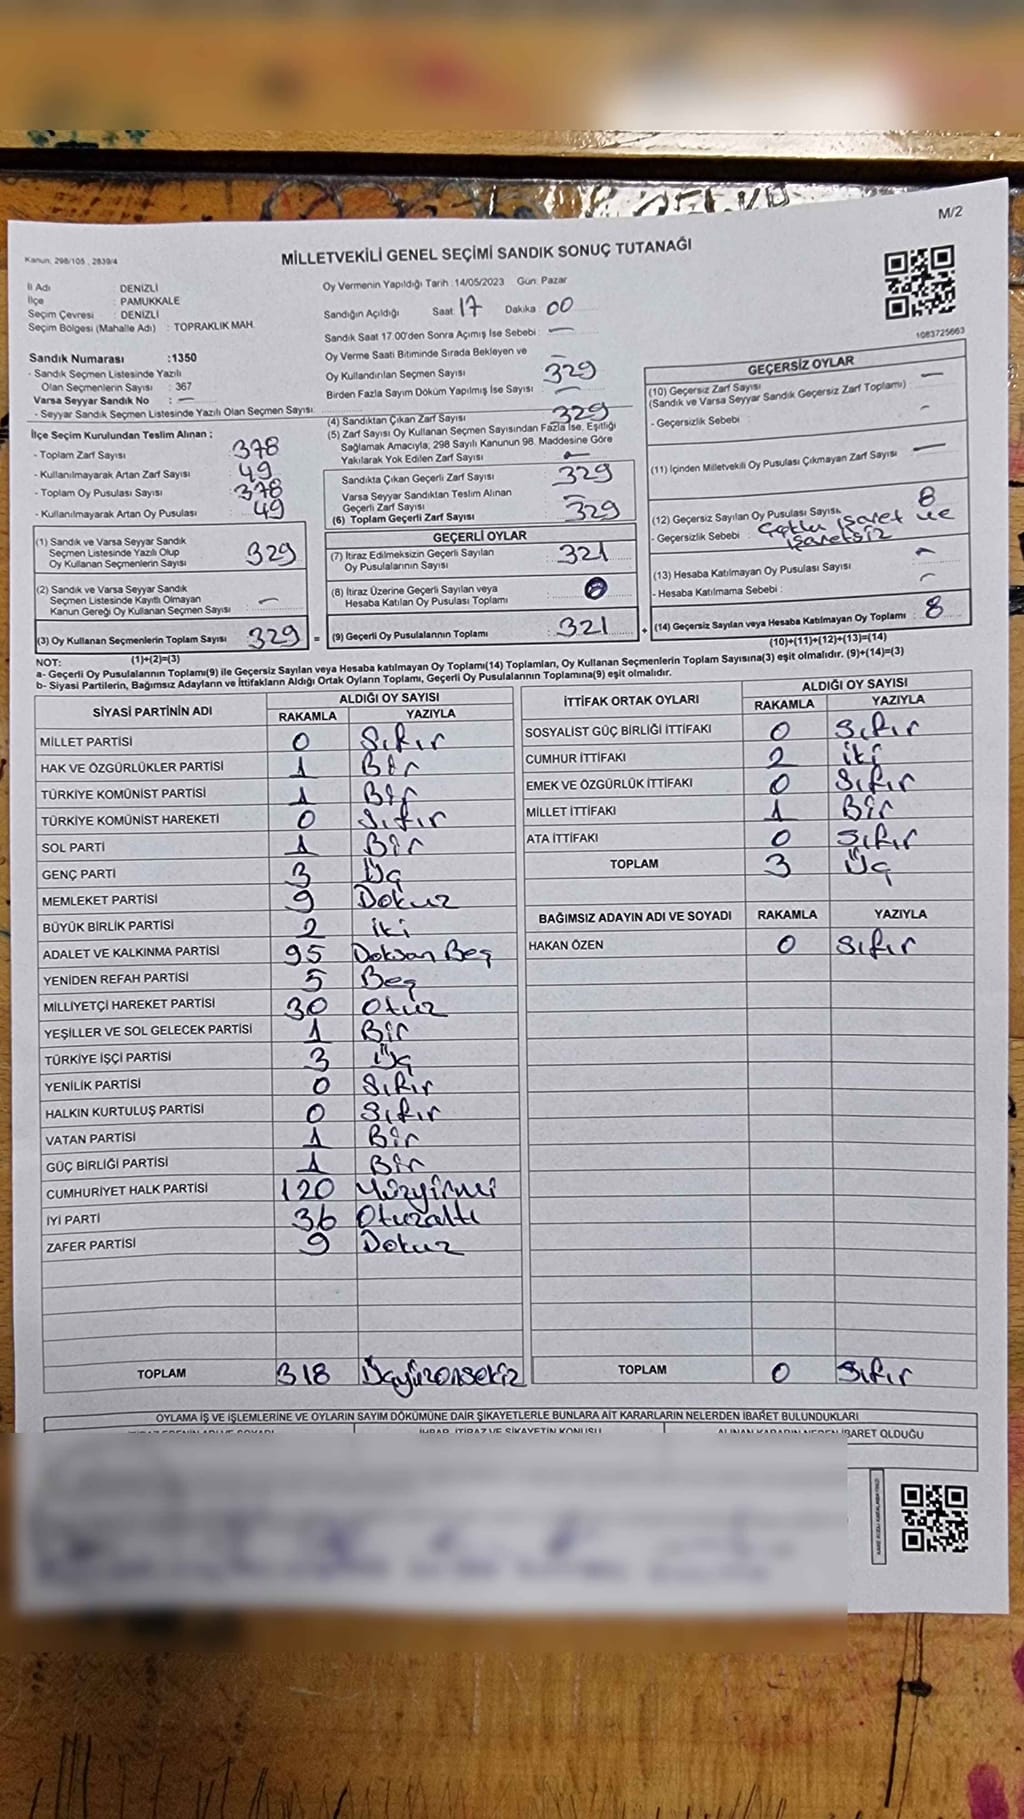 M/2
Kanun: 298/105 , 2839/4
MİLLETVEKİLİ GENEL SEÇİMİ SANDIK SONUÇ TUTANAĞI
İl Adı : DENİZLİ
İlçe : PAMUKKALE
Seçim Çevresi : DENİZLİ
Seçim Bölgesi (Mahalle Adı) : TOPRAKLIK MAH.
Oy Vermenin Yapıldığı Tarih :14/05/2023 Gün: Pazar
Sandığın Açıldığı Saat: 17 Dakika: 00
Sandık Saat 17.00'den Sonra Açılmış İse Sebebi : —
Oy Verme Saati Bitiminde Sırada Bekleyen ve
Oy Kullandırılan Seçmen Sayısı —
329
Birden Fazla Sayım Döküm Yapılmış İse Sayısı : —
1083725663
Sandık Numarası :1350
- Sandık Seçmen Listesinde Yazılı
Olan Seçmenlerin Sayısı : 367
Varsa Seyyar Sandık No : —
- Seyyar Sandık Seçmen Listesinde Yazılı Olan Seçmen Sayısı:
İlçe Seçim Kurulundan Teslim Alınan :
- Toplam Zarf Sayısı : 378
- Kullanılmayarak Artan Zarf Sayısı : 49
- Toplam Oy Pusulası Sayısı : 378
- Kullanılmayarak Artan Oy Pusulası : 49
(4) Sandıktan Çıkan Zarf Sayısı 329
(5) Zarf Sayısı Oy Kullanan Seçmen Sayısından Fazla İse, Eşitliği
Sağlamak Amacıyla; 298 Sayılı Kanunun 98. Maddesine Göre
Yakılarak Yok Edilen Zarf Sayısı : —
Sandıkta Çıkan Geçerli Zarf Sayısı : 329
Varsa Seyyar Sandıktan Teslim Alınan
Geçerli Zarf Sayısı : —
(6) Toplam Geçerli Zarf Sayısı : 329
GEÇERSİZ OYLAR
(10) Geçersiz Zarf Sayısı —
(Sandık ve Varsa Seyyar Sandık Geçersiz Zarf Toplamı) :
- Geçersizlik Sebebi : —
(11) İçinden Milletvekili Oy Pusulası Çıkmayan Zarf Sayısı : —
(12) Geçersiz Sayılan Oy Pusulası Sayısı : 8
- Geçersizlik Sebebi : Çoklu işaret ve
işaretsiz
(13) Hesaba Katılmayan Oy Pusulası Sayısı : —
- Hesaba Katılmama Sebebi : —
(14) Geçersiz Sayılan veya Hesaba Katılmayan Oy Toplamı : 8
(10)+(11)+(12)+(13)=(14)
(1) Sandık ve Varsa Seyyar Sandık
Seçmen Listesinde Yazılı Olup
Oy Kullanan Seçmenlerin Sayısı : 329
(2) Sandık ve Varsa Seyyar Sandık
Seçmen Listesinde Kayıtlı Olmayan
Kanun Gereği Oy Kullanan Seçmen Sayısı : —
(3) Oy Kullanan Seçmenlerin Toplam Sayısı : 329 =
(1)+(2)=(3)
GEÇERLİ OYLAR
(7) İtiraz Edilmeksizin Geçerli Sayılan
Oy Pusulalarının Sayısı : 321
(8) İtiraz Üzerine Geçerli Sayılan veya
Hesaba Katılan Oy Pusulası Toplamı :
(9) Geçerli Oy Pusulalarının Toplamı : 321 +
NOT:
a- Geçerli Oy Pusulalarının Toplamı(9) ile Geçersiz Sayılan veya Hesaba katılmayan Oy Toplamı(14) Toplamları, Oy Kullanan Seçmenlerin Toplam Sayısına(3) eşit olmalıdır. (9)+(14)=(3)
b- Siyasi Partilerin, Bağımsız Adayların ve İttifakların Aldığı Ortak Oyların Toplamı, Geçerli Oy Pusulalarının Toplamına(9) eşit olmalıdır.
SİYASİ PARTİNİN ADI ALDIĞI OY SAYISI
RAKAMLA YAZIYLA
MİLLET PARTİSİ 0 Sıfır
HAK VE ÖZGÜRLÜKLER PARTİSİ 1 Bir
TÜRKİYE KOMÜNİST PARTİSİ 1 Bir
TÜRKİYE KOMÜNİST HAREKETİ 0 Sıfır
SOL PARTİ 1 Bir
GENÇ PARTİ 3 Üç
MEMLEKET PARTİSİ 9 Dokuz
BÜYÜK BİRLİK PARTİSİ 2 iki
ADALET VE KALKINMA PARTİSİ 95 Doksan Beş
YENİDEN REFAH PARTİSİ 5 Beş
MİLLİYETÇİ HAREKET PARTİSİ 30 Otuz
YEŞİLLER VE SOL GELECEK PARTİSİ 1 Bir
TÜRKİYE İŞÇİ PARTİSİ 3 Üç
YENİLİK PARTİSİ 0 Sıfır
HALKIN KURTULUŞ PARTİSİ 0 Sıfır
VATAN PARTİSİ 1 Bir
GÜÇ BİRLİĞİ PARTİSİ 1 Bir
CUMHURİYET HALK PARTİSİ 120 Yüzyirmi
İYİ PARTİ 36 Otuzaltı
ZAFER PARTİSİ 9 Dokuz
TOPLAM 318 Üçyüzonsekiz
İTTİFAK ORTAK OYLARI ALDIĞI OY SAYISI
RAKAMLA YAZIYLA
SOSYALİST GÜÇ BİRLİĞİ İTTİFAKI 0 Sıfır
CUMHUR İTTİFAKI 2 iki
EMEK VE ÖZGÜRLÜK İTTİFAKI 0 Sıfır
MİLLET İTTİFAKI 1 Bir
ATA İTTİFAKI 0 Sıfır
TOPLAM 3 Üç
BAĞIMSIZ ADAYIN ADI VE SOYADI RAKAMLA YAZIYLA
HAKAN ÖZEN 0 Sıfır
TOPLAM 0 Sıfır
OYLAMA İŞ VE İŞLEMLERİNE VE OYLARIN SAYIM DÖKÜMÜNE DAİR ŞİKAYETLERLE BUNLARA AİT KARARLARIN NELERDEN İBARET BULUNDUKLARI
İHBAR, İTİRAZ VE ŞİKAYETİN KONUSU
ALINAN KARARIN NEDEN İBARET OLDUĞU